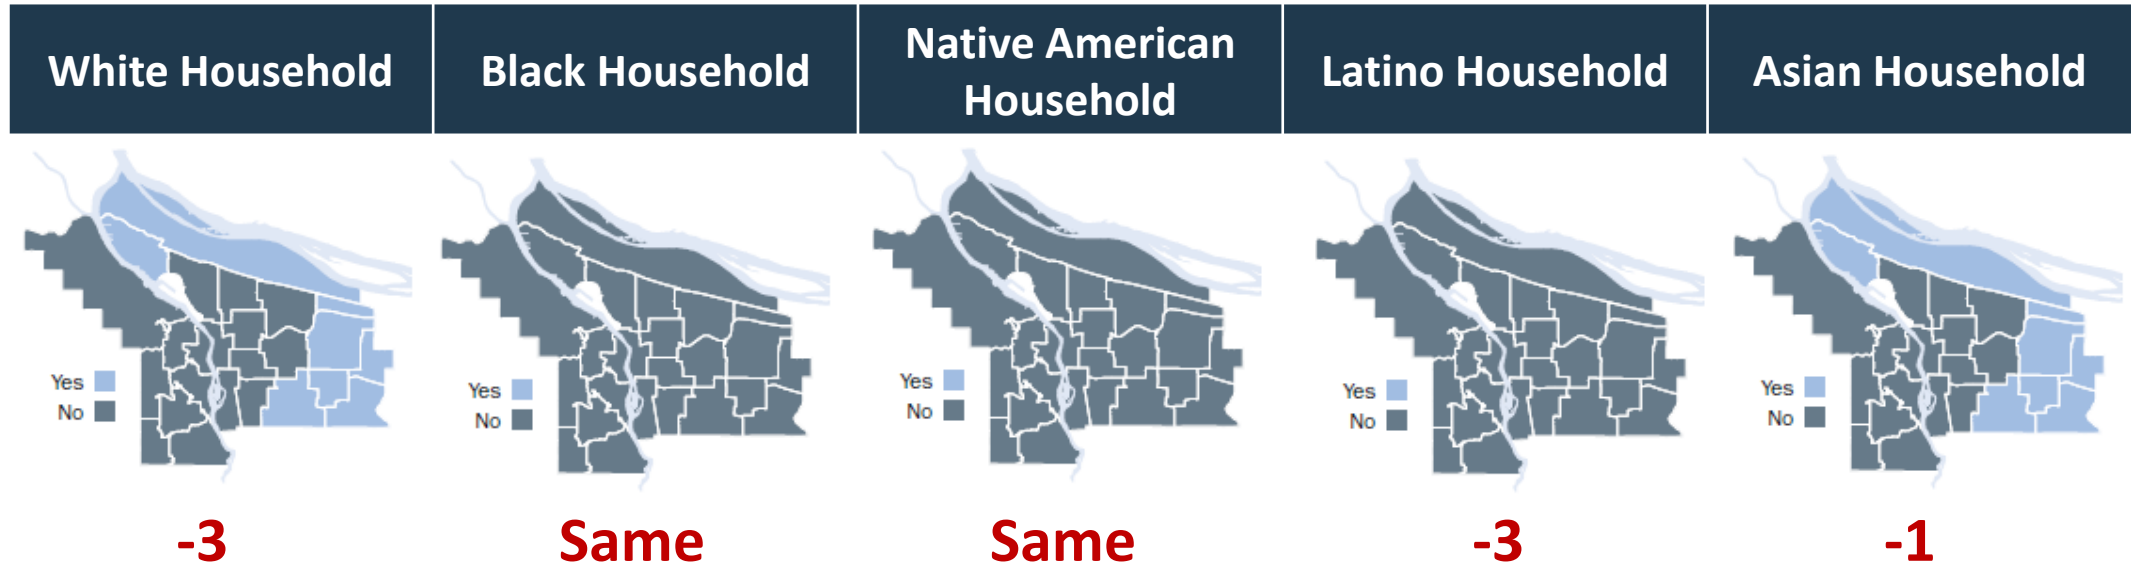 White Household
Black Household
Native American
Household
Latino Household
Asian Household
Yes
No
Yes
No
Yes
No
Yes
No
Yes
No
-3
Same
Same
-3
-1